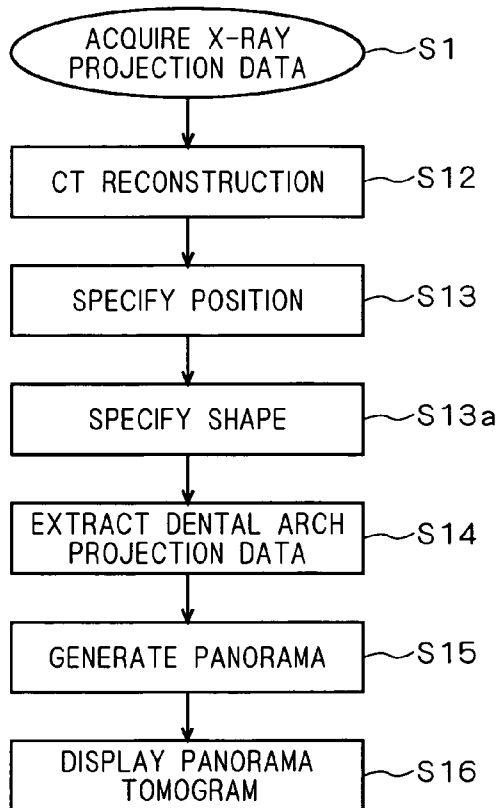 ACQUIRE X-RAY
PROJECTION DATA
S1
CT RECONSTRUCTION
S12
SPECIFY POSITION
S13
SPECIFY SHAPE
S13a
EXTRACT DENTAL ARCH
PROJECTION DATA
S14
GENERATE PANORAMA
S15
DISPLAY PANORAMA
TOMOGRAM
S16